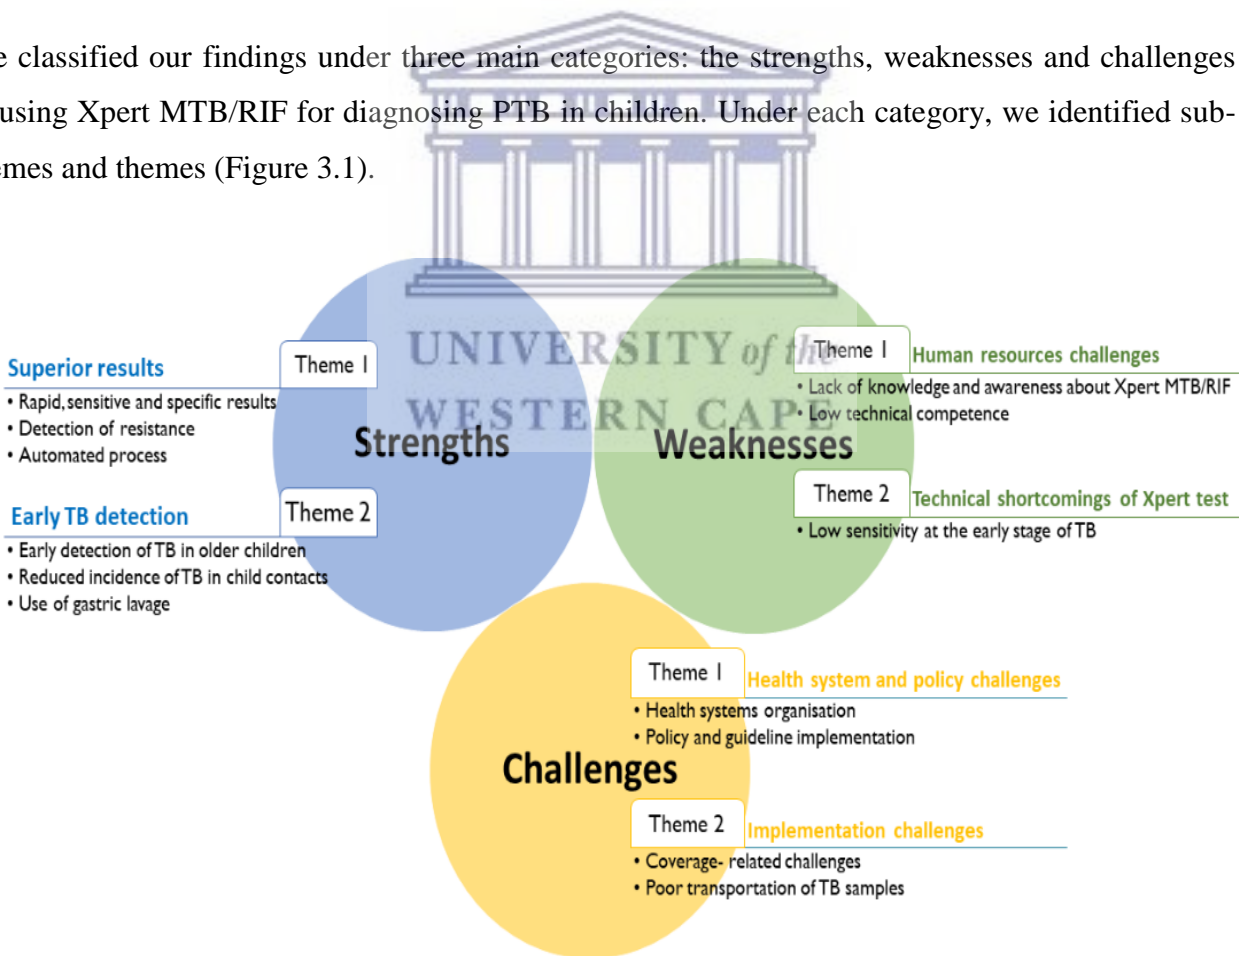 e classified our findings under three main categories: the strengths, weaknesses and challenges
using Xpert MTB/RIF for diagnosing PTB in children. Under each category, we identified sub-
emes and themes (Figure 3.1).
UNIVERSITY of the
WESTERN CAPE
Strengths
Theme 1
Superior results
• Rapid, sensitive and specific results
• Detection of resistance
• Automated process
Theme 2
Early TB detection
• Early detection of TB in older children
• Reduced incidence of TB in child contacts
• Use of gastric lavage
Weaknesses
Theme 1
Human resources challenges
• Lack of knowledge and awareness about Xpert MTB/RIF
• Low technical competence
Theme 2
Technical shortcomings of Xpert test
• Low sensitivity at the early stage of TB
Challenges
Theme 1
Health system and policy challenges
• Health systems organisation
• Policy and guideline implementation
Theme 2
Implementation challenges
• Coverage- related challenges
• Poor transportation of TB samples